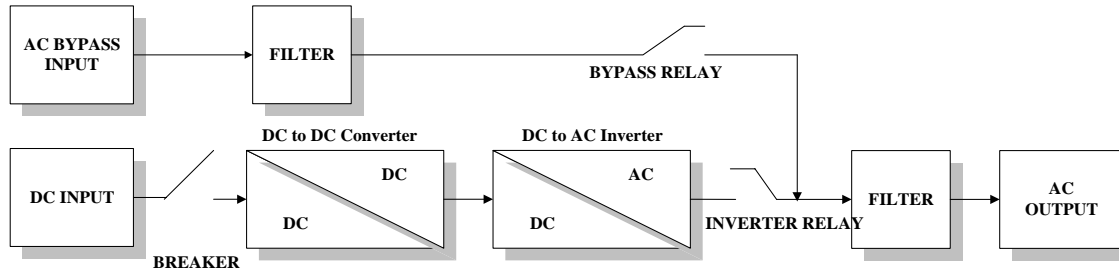 AC BYPASS
INPUT
FILTER
BYPASS RELAY
DC to DC Converter
DC to AC Inverter
DC INPUT
DC
DC
AC
DC
INVERTER RELAY
FILTER
AC
OUTPUT
BREAKER